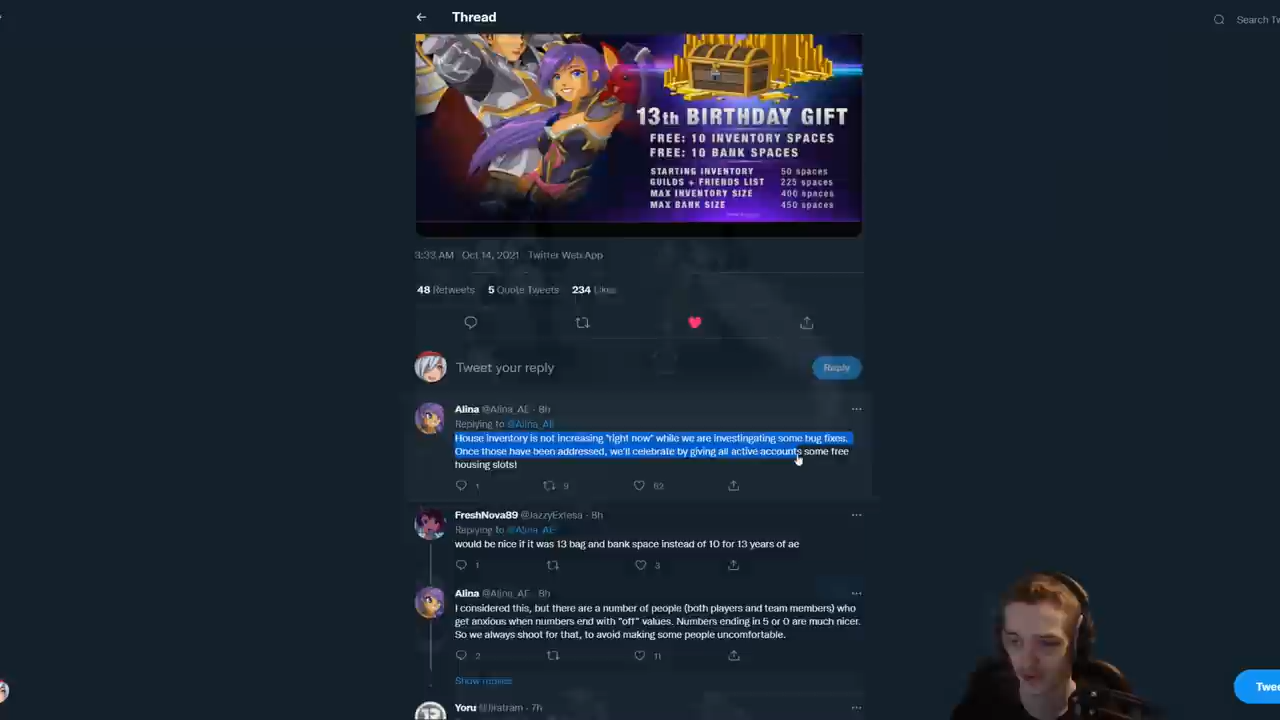 Thread
Search Tw
13th BIRTHDAY GIFT
FREE: 10 INVENTORY SPACES
FREE: 10 BANK SPACES
STARTING INVENTORY 50 spaces
GUILDS + FRIENDS LIST 225 spaces
MAX INVENTORY SIZE 400 spaces
MAX BANK SIZE 450 spaces
3:33 AM Oct 14, 2021 Twitter Web App
48 Retweets 5 Quote Tweets 234 Likes
Tweet your reply
Reply
Alina @Alina_AE · 8h
Replying to @Alina_AE
House inventory is not increasing "right now" while we are investingating some bug fixes.
Once those have been addressed, we'll celebrate by giving all active accounts some free
housing slots!
1 9 62
FreshNova89 @JazzyExtesa · 8h
Replying to @Alina_AE
would be nice if it was 13 bag and bank space instead of 10 for 13 years of ae
1 3
Alina @Alina_AE · 8h
I considered this, but there are a number of people (both players and team members) who
get anxious when numbers end with "off" values. Numbers ending in 5 or 0 are much nicer.
So we always shoot for that, to avoid making some people uncomfortable.
2 11
Show replies
Yoru · 7h
Twee